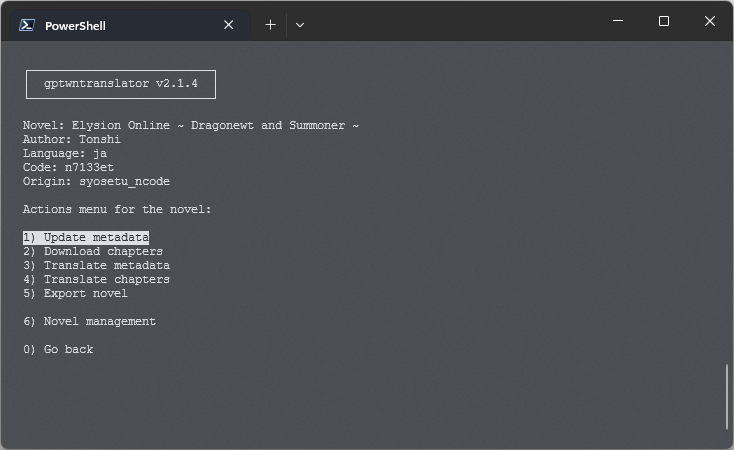 PowerShell
gptwntranslator v2.1.4
Novel: Elysion Online ~ Dragonewt and Summoner ~
Author: Tonshi
Language: ja
Code: n7133et
Origin: syosetu_ncode
Actions menu for the novel:
1) Update metadata
2) Download chapters
3) Translate metadata
4) Translate chapters
5) Export novel
6) Novel management
0) Go back